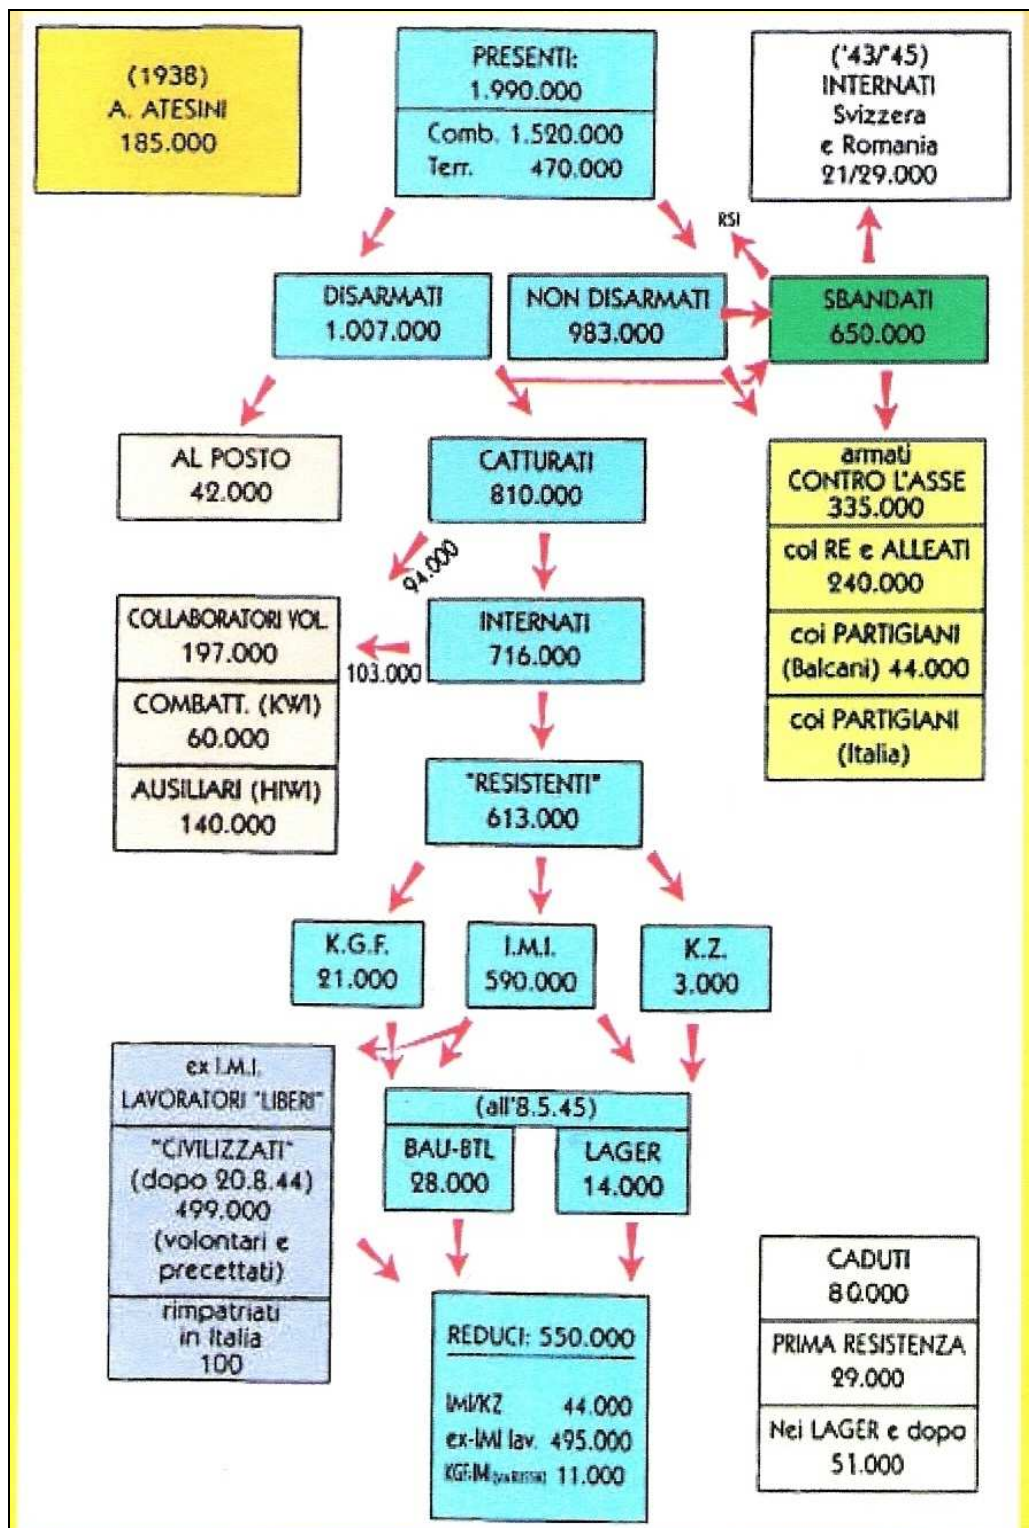 (1938)
A. ATESINI
185.000
PRESENTI:
1.990.000
Comb. 1.520.000
Terr. 470.000
('43/'45)
INTERNATI
Svizzera
e Romania
21/29.000
RSI
DISARMATI
1.007.000
NON DISARMATI
983.000
SBANDATI
650.000
AL POSTO
42.000
CATTURATI
810.000
armati
CONTRO L'ASSE
335.000
col RE e ALLEATI
240.000
coi PARTIGIANI
(Balcani) 44.000
coi PARTIGIANI
(Italia)
94.000
COLLABORATORI VOL.
197.000
COMBATT. (KWI)
60.000
AUSILIARI (HIWI)
140.000
103.000
INTERNATI
716.000
"RESISTENTI"
613.000
K.G.F.
21.000
I.M.I.
590.000
K.Z.
3.000
ex I.M.I.
LAVORATORI "LIBERI"
"CIVILIZZATI"
(dopo 20.8.44)
499.000
(volontari e
precettati)
rimpatriati
in Italia
100
(all'8.5.45)
BAU-BTL
28.000
LAGER
14.000
REDUCI: 550.000
IMI/KZ 44.000
ex-IMI lav. 495.000
11.000
CADUTI
80.000
PRIMA RESISTENZA
29.000
Nei LAGER e dopo
51.000